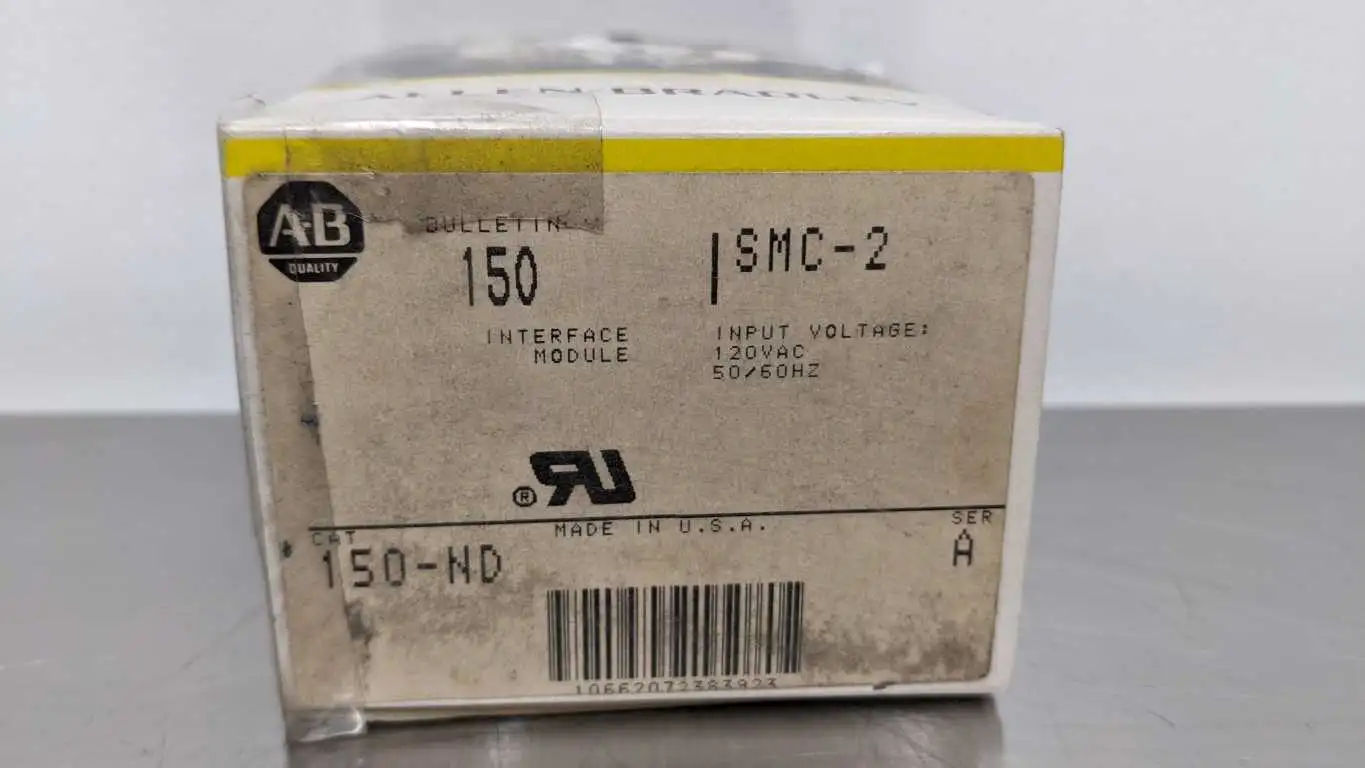 ALLEN-BRADLEY
A-B
QUALITY
BULLETIN
150
SMC-2
INTERFACE
MODULE
INPUT VOLTAGE:
120VAC
50/60HZ
®
MADE IN U.S.A.
CAT
SER
150-ND
A
10662072383923